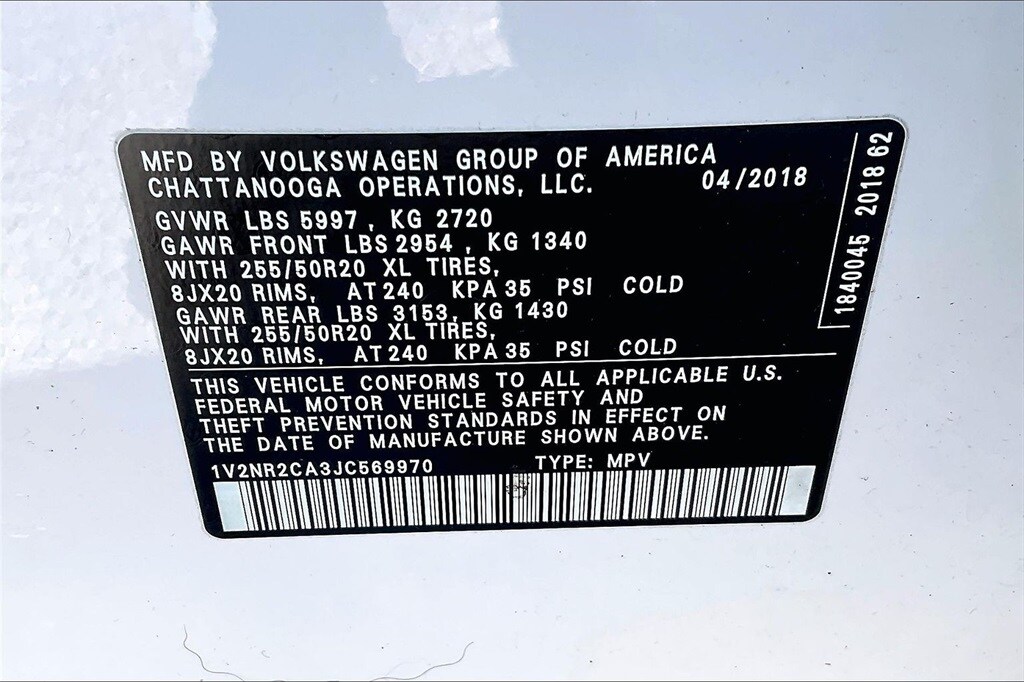 MFD BY VOLKSWAGEN GROUP OF AMERICA
CHATTANOOGA OPERATIONS, LLC. 04/2018
GVWR LBS 5997 , KG 2720
GAWR FRONT LBS 2954 , KG 1340
WITH 255/50R20 XL TIRES,
8JX20 RIMS, AT 240 KPA 35 PSI COLD
GAWR REAR LBS 3153, KG 1430
WITH 255/50R20 XL TIRES,
8JX20 RIMS, AT 240 KPA 35 PSI COLD
THIS VEHICLE CONFORMS TO ALL APPLICABLE U.S.
FEDERAL MOTOR VEHICLE SAFETY AND
THEFT PREVENTION STANDARDS IN EFFECT ON
THE DATE OF MANUFACTURE SHOWN ABOVE.
1V2NR2CA3JC569970 TYPE: MPV
1840045 2018 62